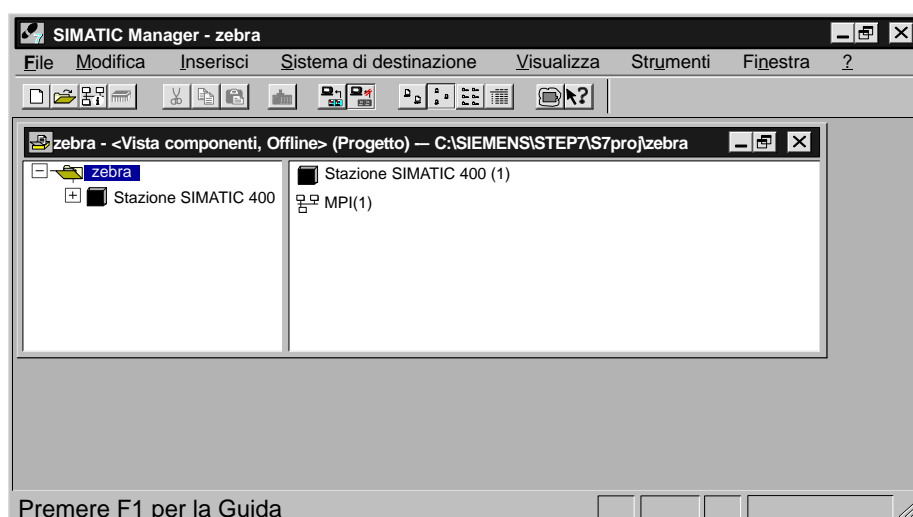 SIMATIC Manager - zebra
File Modifica Inserisci Sistema di destinazione Visualizza Strumenti Finestra ?
zebra - <Vista componenti, Offline> (Progetto) — C:\SIEMENS\STEP7\S7proj\zebra
zebra
Stazione SIMATIC 400
Stazione SIMATIC 400 (1)
MPI(1)
Premere F1 per la Guida